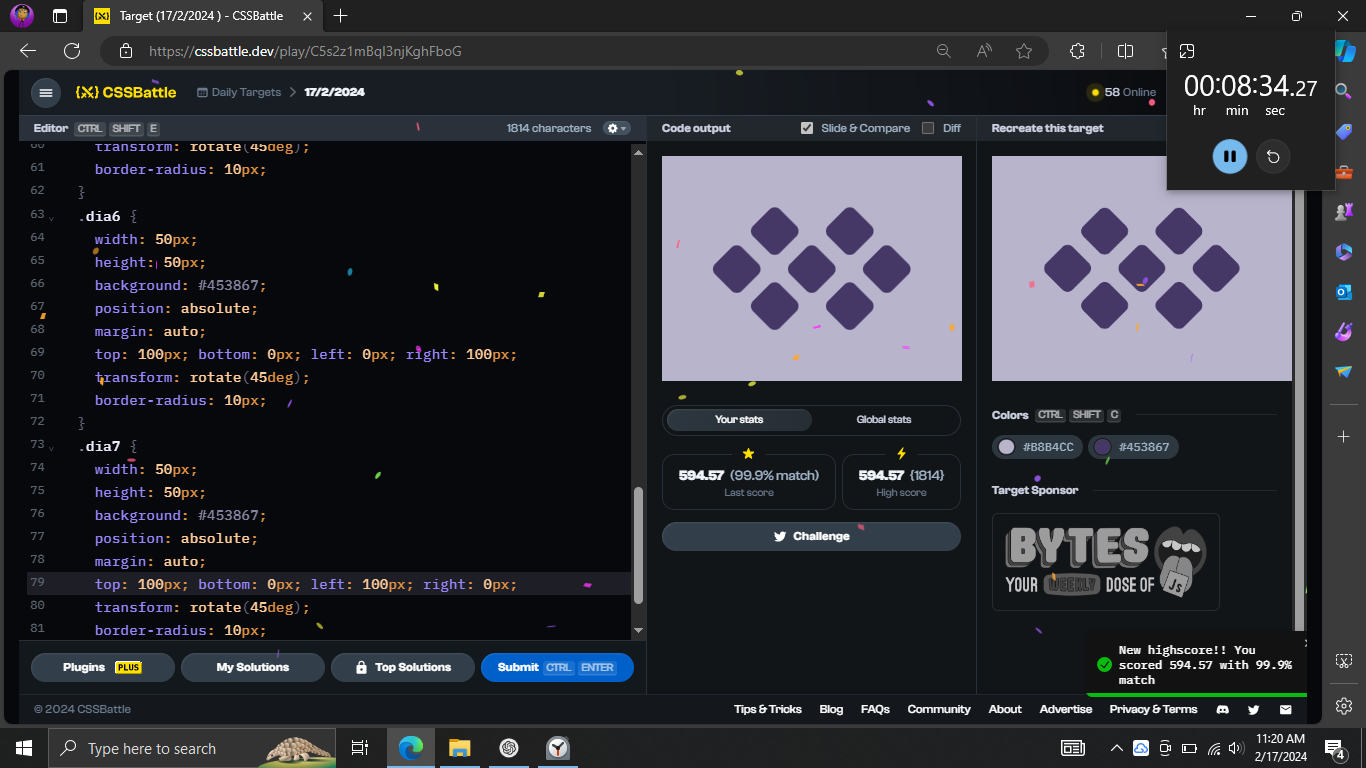 Target (17/2/2024 ) - CSSBattle
https://cssbattle.dev/play/C5s2z1mBqI3njKghFboG
00:08:34.27
hr min sec
{X} CSSBattle
Daily Targets > 17/2/2024
58 Online
Editor CTRL SHIFT E
1814 characters
Code output
Slide & Compare
Diff
Recreate this target
60 transform: rotate(45deg);
61 border-radius: 10px;
62 }
63 .dia6 {
64 width: 50px;
65 height: 50px;
66 background: #453867;
67 position: absolute;
68 margin: auto;
69 top: 100px; bottom: 0px; left: 0px; right: 100px;
70 transform: rotate(45deg);
71 border-radius: 10px;
72 }
73 .dia7 {
74 width: 50px;
75 height: 50px;
76 background: #453867;
77 position: absolute;
78 margin: auto;
79 top: 100px; bottom: 0px; left: 100px; right: 0px;
80 transform: rotate(45deg);
81 border-radius: 10px;
Your stats
Global stats
594.57 (99.9% match)
Last score
594.57 {1814}
High score
Challenge
Colors CTRL SHIFT C
#B8B4CC
#453867
Target Sponsor
BYTES
YOUR WEEKLY DOSE OF JS
New highscore!! You
scored 594.57 with 99.9%
match
Plugins PLUS
My Solutions
Top Solutions
Submit CTRL ENTER
© 2024 CSSBattle
Tips & Tricks Blog FAQs Community About Advertise Privacy & Terms
Type here to search
11:20 AM
2/17/2024
4